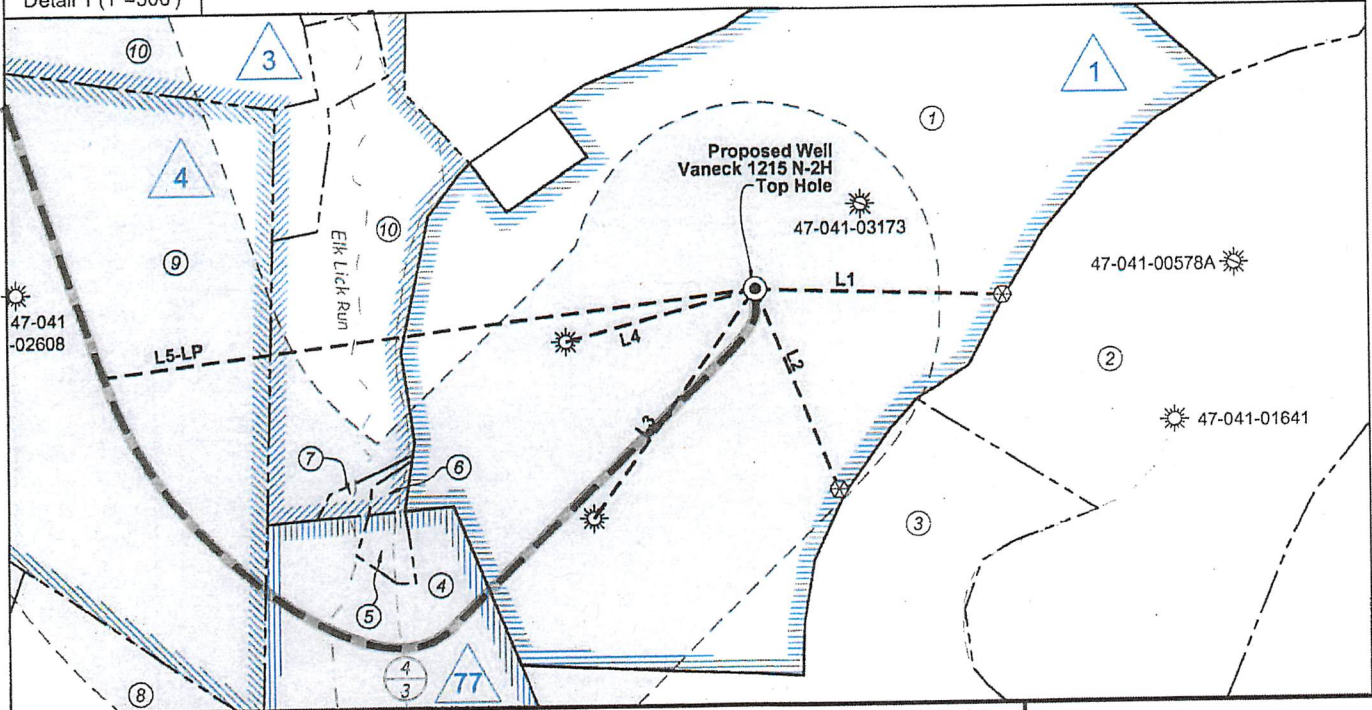 Detail 1 (1"=500')
10
3
1
1
Proposed Well
Vaneck 1215 N-2H
Top Hole
47-041-03173
4
10
Elk Lick Run
9
47-041-00578A
L1
47-041
-02608
L5-LP
L4
L2
2
47-041-01641
L3
7
6
3
5
4
4
3
77
8